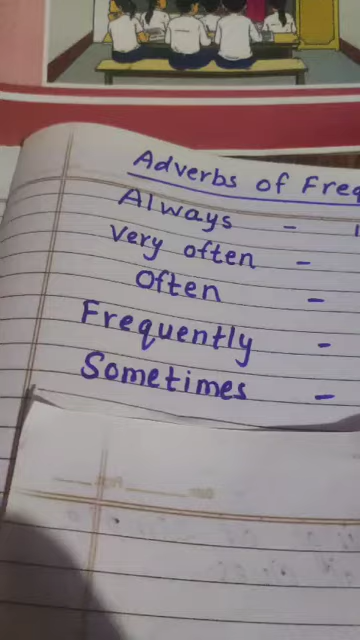 Adverbs of Freq
Always -
Very often -
Often -
Frequently -
Sometimes -